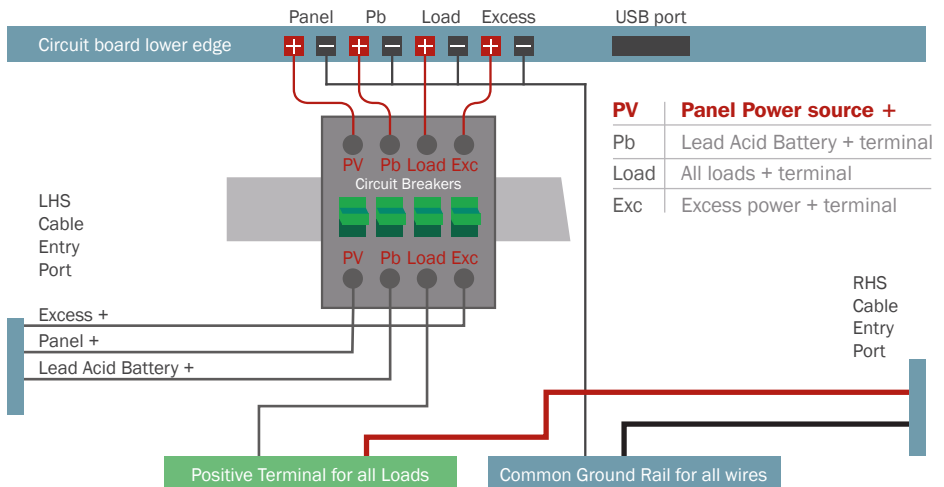 Panel Pb Load Excess USB port
Circuit board lower edge
PV Panel Power source +
Pb Lead Acid Battery + terminal
Load All loads + terminal
Exc Excess power + terminal
PV Pb Load Exc
Circuit Breakers
PV Pb Load Exc
LHS
Cable
Entry
Port
Excess +
Panel +
Lead Acid Battery +
RHS
Cable
Entry
Port
Positive Terminal for all Loads
Common Ground Rail for all wires